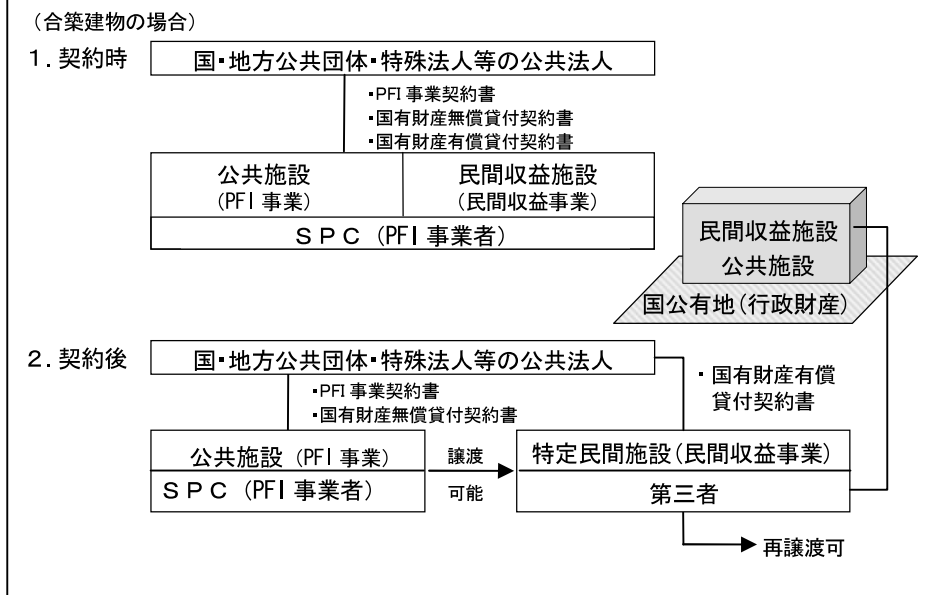 （合築建物の場合）
１．契約時
国・地方公共団体・特殊法人等の公共法人
・PFI 事業契約書
・国有財産無償貸付契約書
・国有財産有償貸付契約書
公共施設
(PFI 事業)
民間収益施設
(民間収益事業)
ＳＰＣ (PFI 事業者)
民間収益施設
公共施設
国公有地(行政財産)
２．契約後
国・地方公共団体・特殊法人等の公共法人
・PFI 事業契約書
・国有財産無償貸付契約書
・国有財産有償
貸付契約書
公共施設 (PFI 事業)
ＳＰＣ (PFI 事業者)
譲渡
可能
特定民間施設(民間収益事業)
第三者
再譲渡可